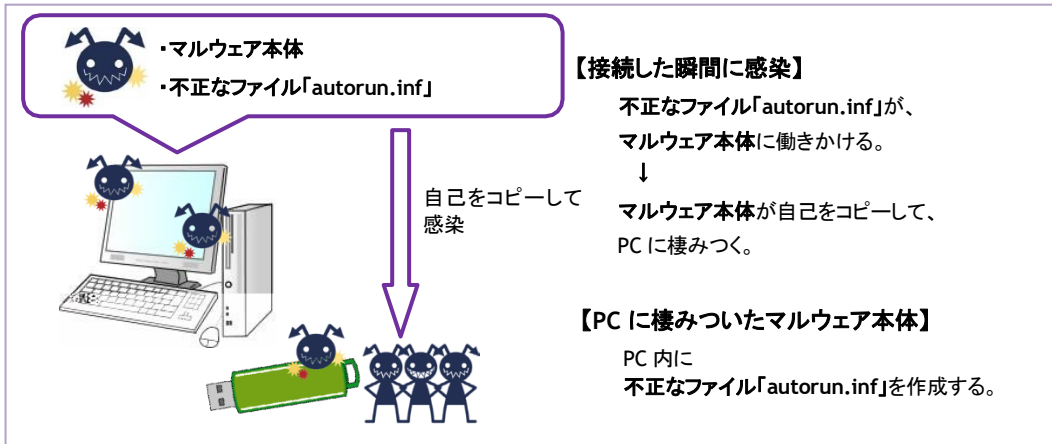 ・マルウェア本体
・不正なファイル「autorun.inf」
自己をコピーして
感染
【接続した瞬間に感染】
不正なファイル「autorun.inf」が、
マルウェア本体に働きかける。
↓
マルウェア本体が自己をコピーして、
PC に棲みつく。
【PC に棲みついたマルウェア本体】
PC 内に
不正なファイル「autorun.inf」を作成する。